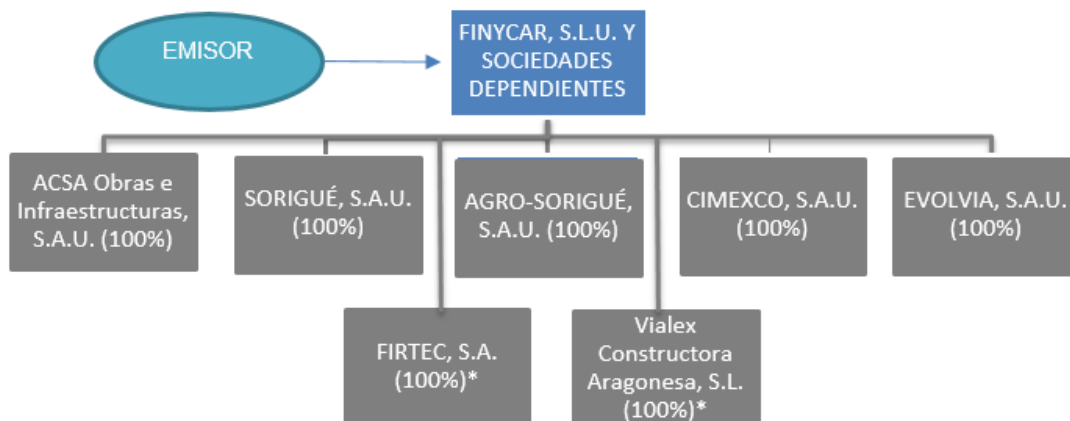 EMISOR
FINYCAR, S.L.U. Y
SOCIEDADES
DEPENDIENTES
ACSA Obras e
Infraestructuras,
S.A.U. (100%)
SORIGUÉ, S.A.U.
(100%)
AGRO-SORIGUÉ,
S.A.U. (100%)
CIMEXCO, S.A.U.
(100%)
EVOLVIA, S.A.U.
(100%)
FIRTEC, S.A.
(100%)*
Vialex
Constructora
Aragonesa, S.L.
(100%)*